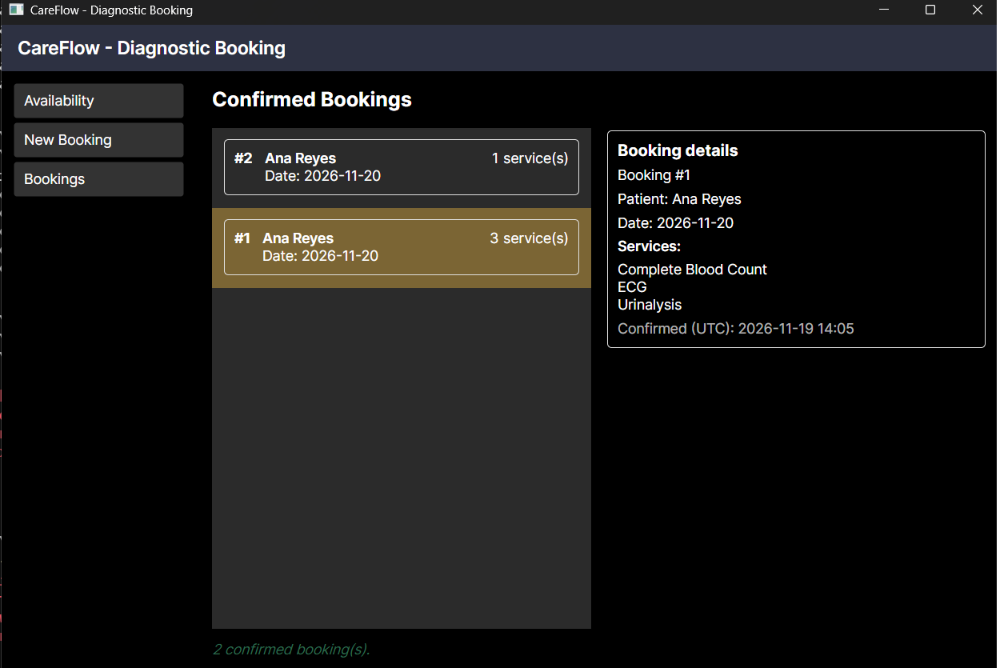 CareFlow - Diagnostic Booking
CareFlow - Diagnostic Booking
Availability
New Booking
Bookings
Confirmed Bookings
#2 Ana Reyes 1 service(s)
Date: 2026-11-20
#1 Ana Reyes 3 service(s)
Date: 2026-11-20
2 confirmed booking(s).
Booking details
Booking #1
Patient: Ana Reyes
Date: 2026-11-20
Services:
Complete Blood Count
ECG
Urinalysis
Confirmed (UTC): 2026-11-19 14:05